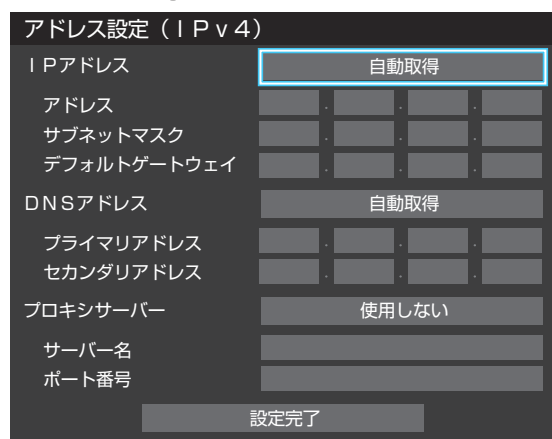 アドレス設定（ＩＰｖ４）
ＩＰアドレス 自動取得
アドレス . . .
サブネットマスク . . .
デフォルトゲートウェイ . . .
ＤＮＳアドレス 自動取得
プライマリアドレス . . .
セカンダリアドレス . . .
プロキシサーバー 使用しない
サーバー名
ポート番号
設定完了